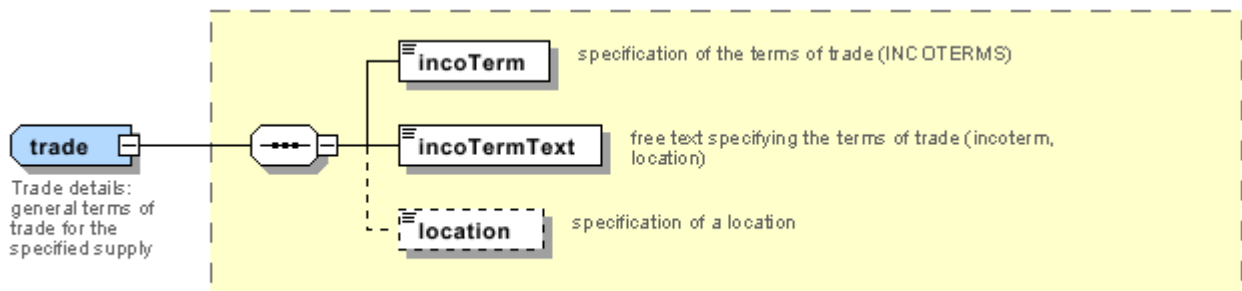 incoTerm
specification of the terms of trade (INCOTERMS)
trade
incoTermText
free text specifying the terms of trade (incoterm,
location)
Trade details:
general terms of
trade for the
specified supply
location
specification of a location